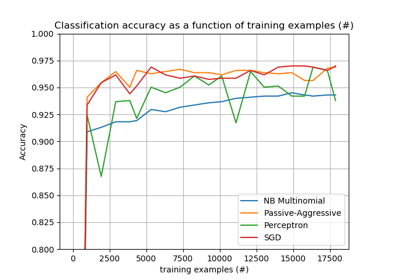 Classification accuracy as a function of training examples (#)
1.000
0.975
0.950
0.925
0.900
0.875
0.850
0.825
0.800
Accuracy
NB Multinomial
Passive-Aggressive
Perceptron
SGD
0 2500 5000 7500 10000 12500 15000 17500
training examples (#)